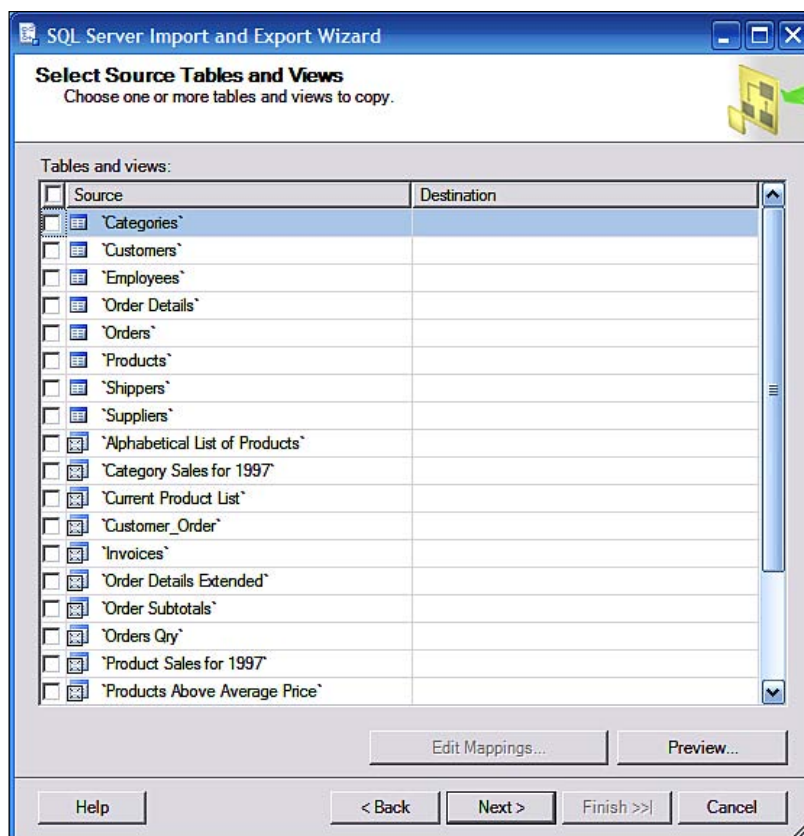 SQL Server Import and Export Wizard
Select Source Tables and Views
Choose one or more tables and views to copy.
Tables and views:
Source Destination
`Categories`
`Customers`
`Employees`
`Order Details`
`Orders`
`Products`
`Shippers`
`Suppliers`
`Alphabetical List of Products`
`Category Sales for 1997`
`Current Product List`
`Customer_Order`
`Invoices`
`Order Details Extended`
`Order Subtotals`
`Orders Qry`
`Product Sales for 1997`
`Products Above Average Price`
Edit Mappings... Preview...
Help < Back Next > Finish >>| Cancel